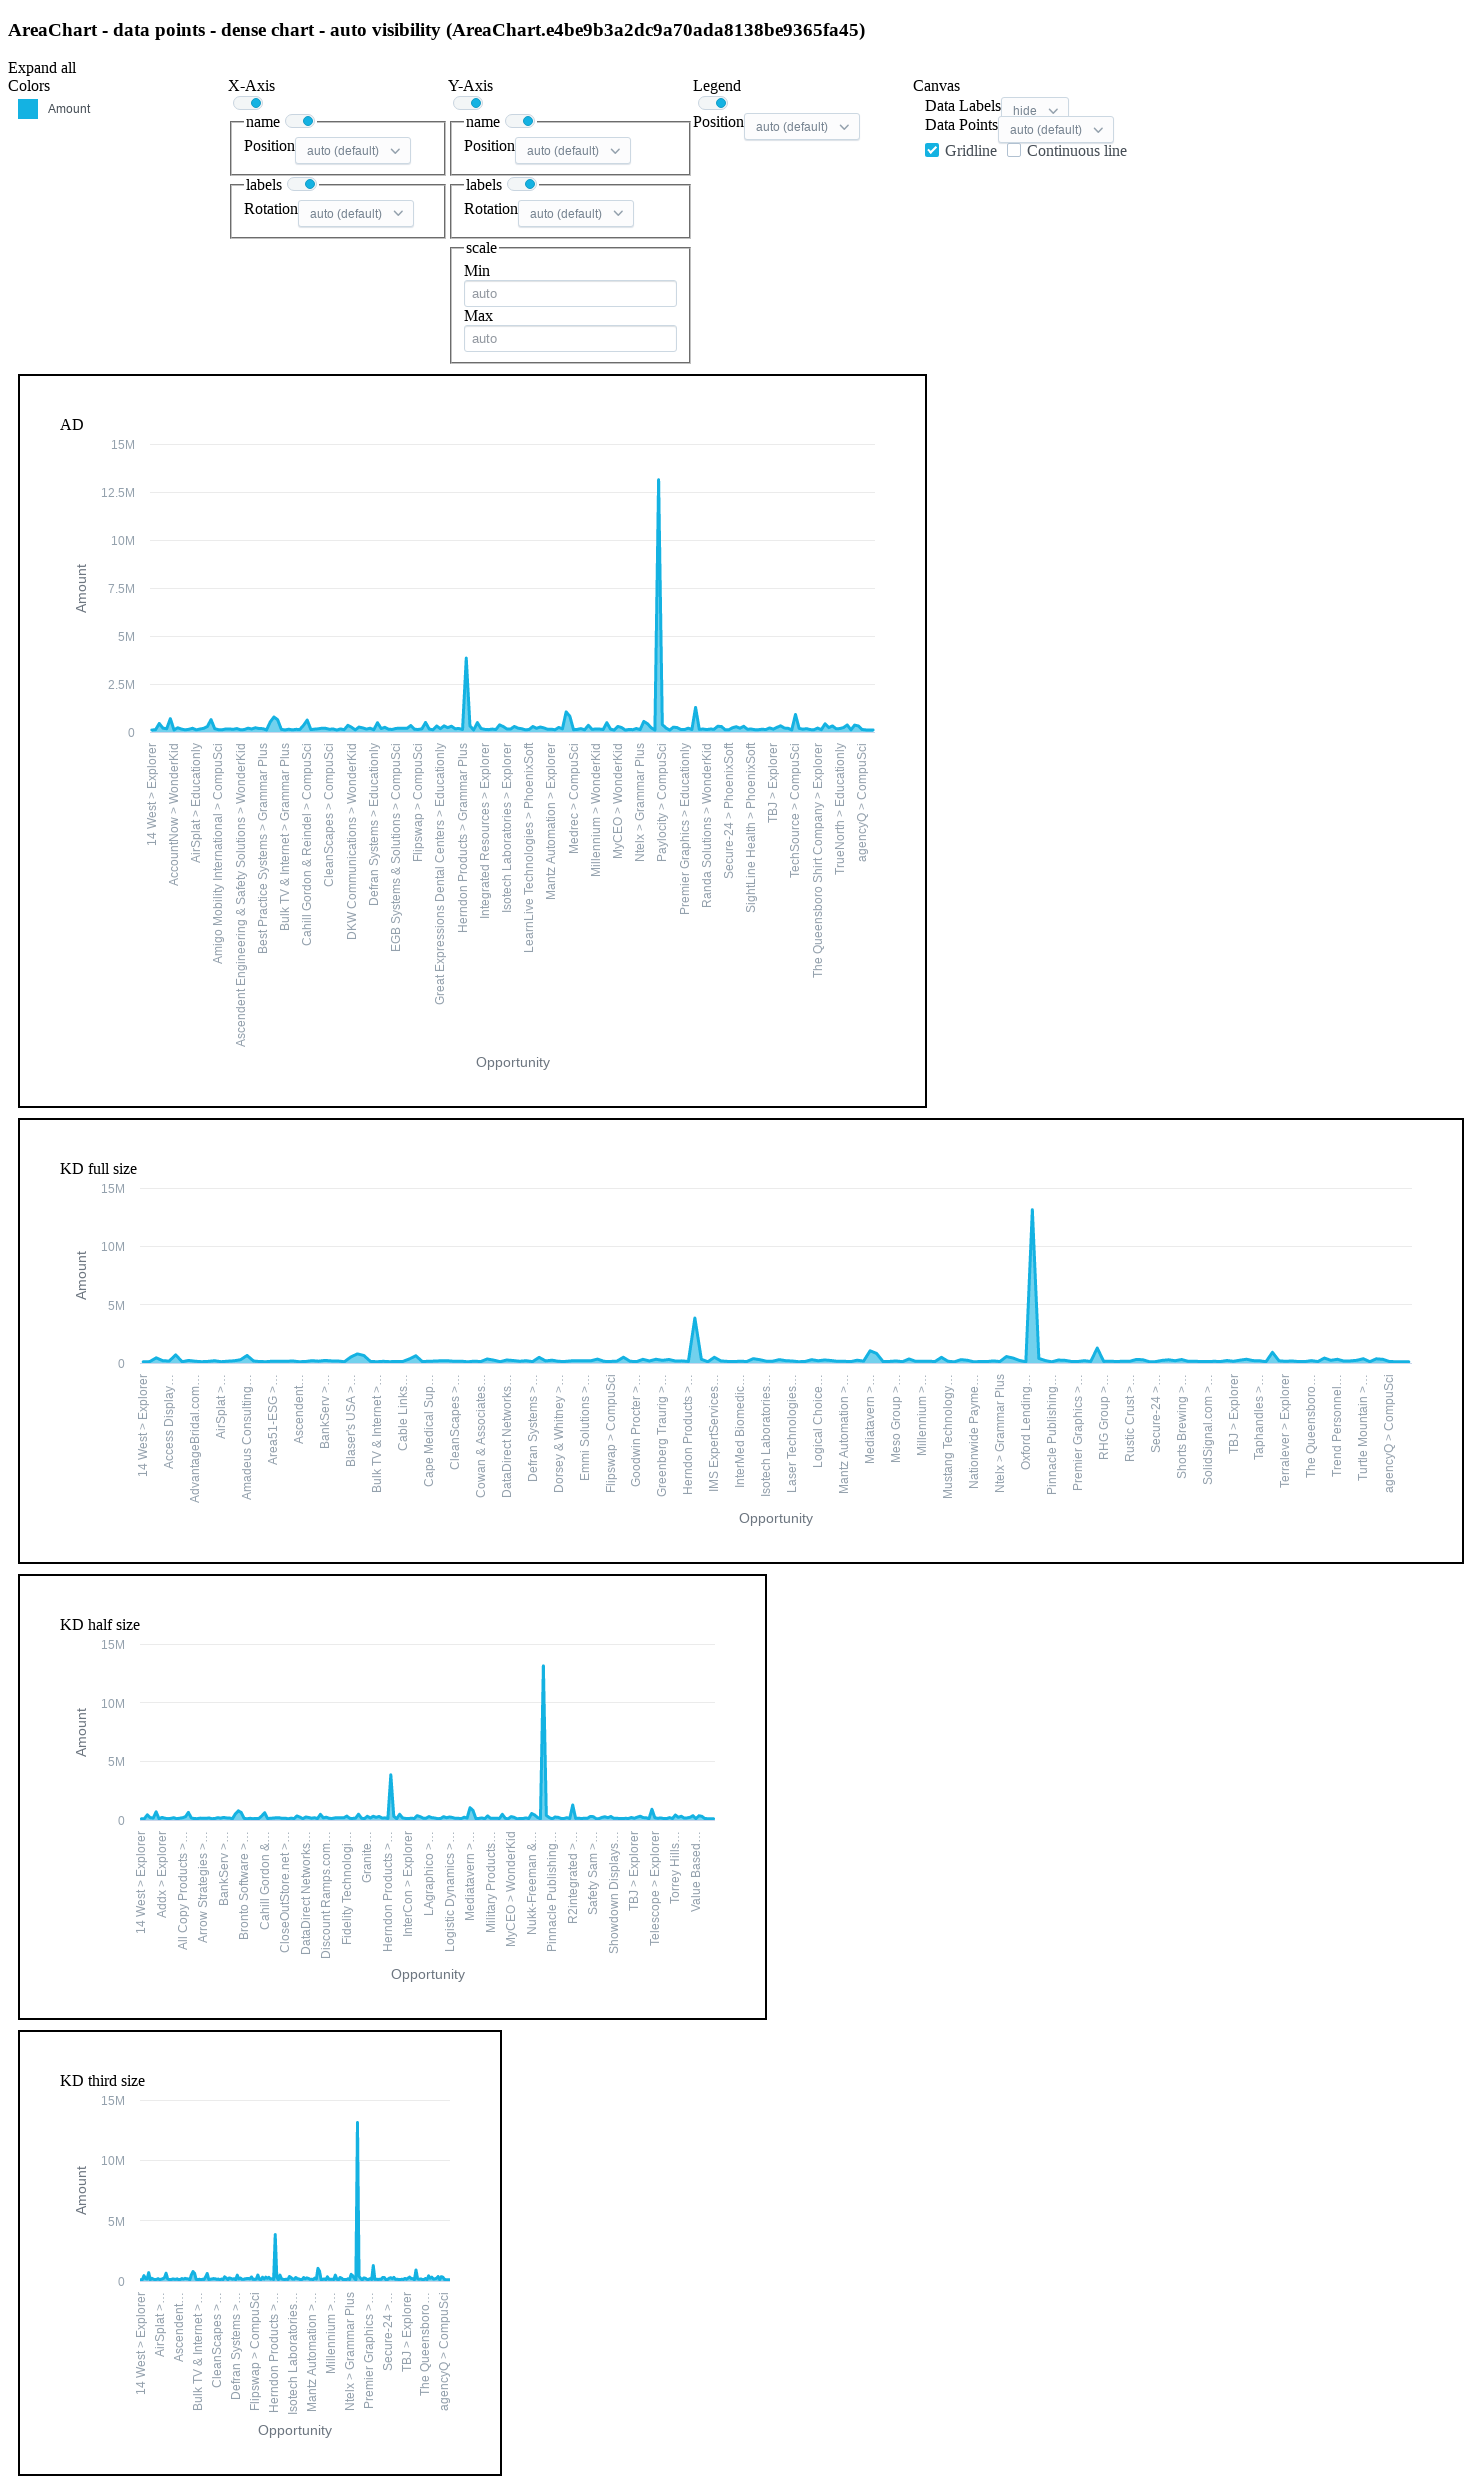 AreaChart - data points - dense chart - auto visibility (AreaChart.e4be9b3a2dc9a70ada8138be9365fa45)
Expand all
Colors
Amount
X-Axis
name
Position auto (default)
labels
Rotation auto (default)
Y-Axis
name
Position auto (default)
labels
Rotation auto (default)
scale
Min
auto
Max
auto
Legend
Position auto (default)
Canvas
Data Labels hide
Data Points auto (default)
Gridline Continuous line
AD
15M
12.5M
10M
7.5M
5M
2.5M
0
Amount
14 West > Explorer
AccountNow > WonderKid
AirSplat > Educationly
Amigo Mobility International > CompuSci
Ascendent Engineering & Safety Solutions > WonderKid
Best Practice Systems > Grammar Plus
Bulk TV & Internet > Grammar Plus
Cahill Gordon & Reindel > CompuSci
CleanScapes > CompuSci
DKW Communications > WonderKid
Defran Systems > Educationly
EGB Systems & Solutions > CompuSci
Flipswap > CompuSci
Great Expressions Dental Centers > Educationly
Herndon Products > Grammar Plus
Integrated Resources > Explorer
Isotech Laboratories > Explorer
LearnLive Technologies > PhoenixSoft
Mantz Automation > Explorer
Medrec > CompuSci
Millennium > WonderKid
MyCEO > WonderKid
Ntelx > Grammar Plus
Paylocity > CompuSci
Premier Graphics > Educationly
Randa Solutions > WonderKid
Secure-24 > PhoenixSoft
SightLine Health > PhoenixSoft
TBJ > Explorer
TechSource > CompuSci
The Queensboro Shirt Company > Explorer
TrueNorth > Educationly
agencyQ > CompuSci
Opportunity
KD full size
15M
10M
5M
0
Amount
14 West > Explorer
Access Display…
AdvantageBridal.com…
AirSplat >…
Amadeus Consulting
Area51-ESG >…
Ascendent…
BankServ >…
Blaser's USA >…
Bulk TV & Internet >…
Cable Links
Cape Medical Sup
CleanScapes >…
Cowan & Associates…
DataDirect Networks…
Defran Systems >…
Dorsey & Whitney >…
Emmi Solutions >…
Flipswap > CompuSci
Goodwin Procter >…
Greenberg Traurig >…
Herndon Products >…
IMS ExpertServices…
InterMed Biomedic…
Isotech Laboratories…
Laser Technologies…
Logical Choice…
Mantz Automation >
Mediatavern >…
Meso Group >…
Millennium >…
Mustang Technology…
Nationwide Payme…
Ntelx > Grammar Plus
Oxford Lending…
Pinnacle Publishing…
Premier Graphics >…
RHG Group >…
Rustic Crust >…
Secure-24 >…
Shorts Brewing >…
SolidSignal.com >…
TBJ > Explorer
Taphandles >…
Terralever > Explorer
The Queensboro…
Trend Personnel…
Turtle Mountain >…
agencyQ > CompuSci
Opportunity
KD half size
15M
10M
5M
0
Amount
14 West > Explorer
Addx > Explorer
All Copy Products >…
Arrow Strategies >…
BankServ >…
Bronto Software >…
Cahill Gordon &…
CloseOutStore.net >…
DataDirect Networks…
Discount Ramps.com…
Fidelity Technologi…
Granite…
Herndon Products >…
InterCon > Explorer
LAgraphico >…
Logistic Dynamics >…
Mediatavern >…
Military Products…
MyCEO > WonderKid
Nukk-Freeman &…
Pinnacle Publishing…
R2integrated >…
Safety Sam >…
Showdown Displays…
TBJ > Explorer
Telescope > Explorer
Torrey Hills…
Value Based…
Opportunity
KD third size
15M
10M
5M
0
Amount
14 West > Explorer
AirSplat >…
Ascendent…
Bulk TV & Internet >…
CleanScapes >…
Defran Systems >…
Flipswap > CompuSci
Herndon Products >…
Isotech Laboratories…
Mantz Automation >…
Millennium >…
Ntelx > Grammar Plus
Premier Graphics >…
Secure-24 >…
TBJ > Explorer
The Queensboro…
agencyQ > CompuSci
Opportunity